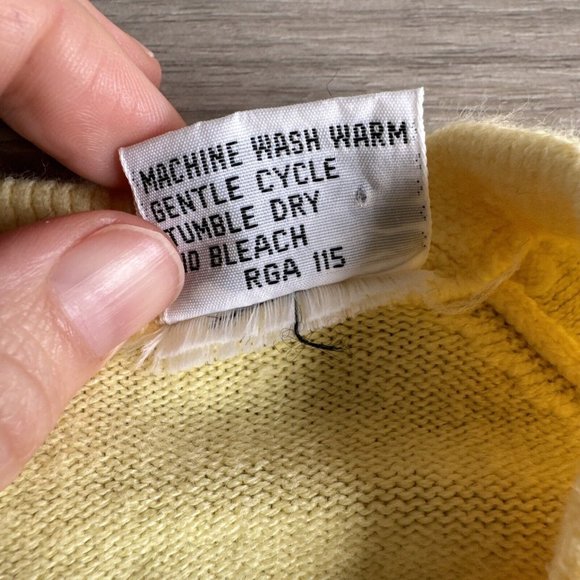 MACHINE WASH WARM
GENTLE CYCLE
TUMBLE DRY
NO BLEACH
RGA 115